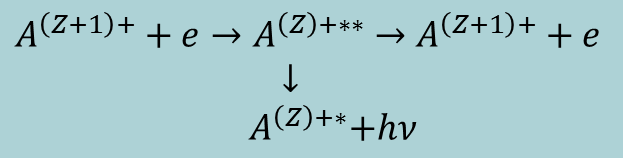 A^{(Z+1)+} + e → A^{(Z)+**} → A^{(Z+1)+} + e
↓
A^{(Z)+*}+hν